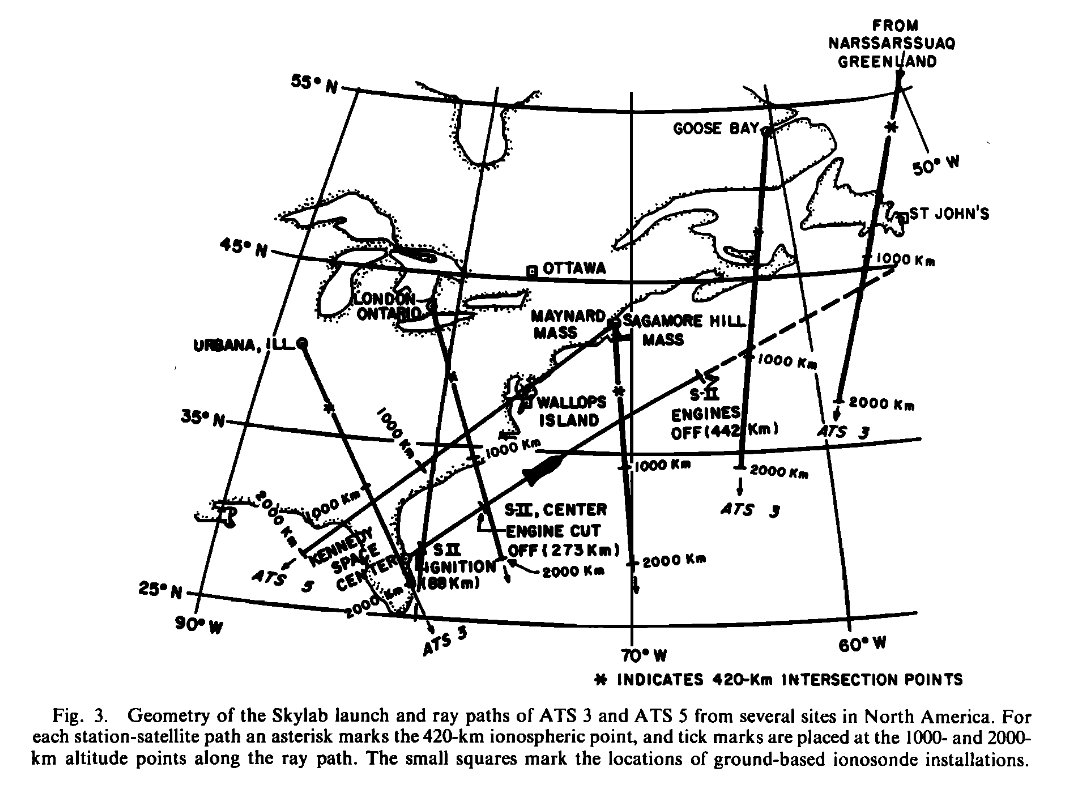 FROM
NARSSARSSUAQ
GREENLAND
55° N
GOOSE BAY
50° W
ST JOHN'S
45° N
1000 Km
OTTAWA
LONDON
ONTARIO
MAYNARD
MASS
SAGAMORE HILL
MASS
URBANA, ILL.
1000 Km
S-II
ENGINES
OFF (442 Km)
2000 Km
ATS 3
WALLOPS
ISLAND
35° N
1000 Km
1000 Km
1000 Km
2000 Km
ATS 3
2000 Km
1000 Km
S-II, CENTER
ENGINE CUT
OFF (273 Km)
KENNEDY
SPACE
CENTER
S II
IGNITION
(88 Km)
2000 Km
2000 Km
ATS 5
25° N
2000 Km
ATS 3
90° W
70° W
60° W
* INDICATES 420-Km INTERSECTION POINTS
Fig. 3. Geometry of the Skylab launch and ray paths of ATS 3 and ATS 5 from several sites in North America. For
each station-satellite path an asterisk marks the 420-km ionospheric point, and tick marks are placed at the 1000- and 2000-
km altitude points along the ray path. The small squares mark the locations of ground-based ionosonde installations.